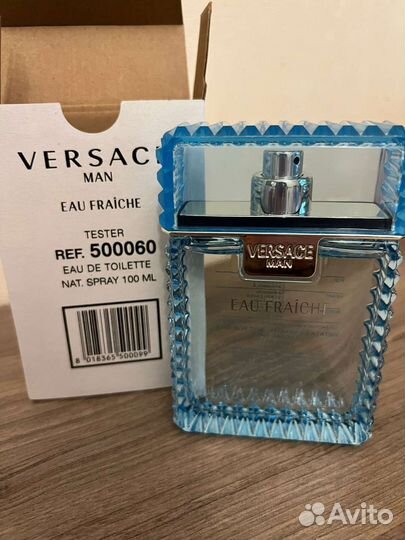 VERSACE
MAN
EAU FRAÎCHE
TESTER
REF. 500060
EAU DE TOILETTE
NAT. SPRAY 100 ML
8 018365 500099
VERSACE
MAN
EAU FRAÎCHE
Avito